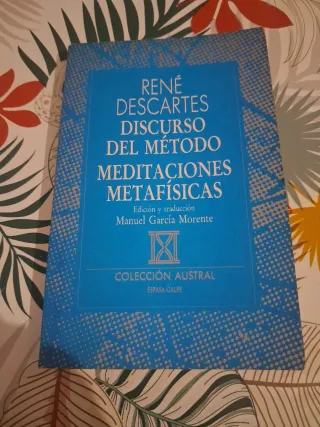 RENÉ
DESCARTES
DISCURSO
DEL MÉTODO
MEDITACIONES
METAFÍSICAS
Edición y traducción
Manuel García Morente
COLECCIÓN AUSTRAL
ESPASA CALPE